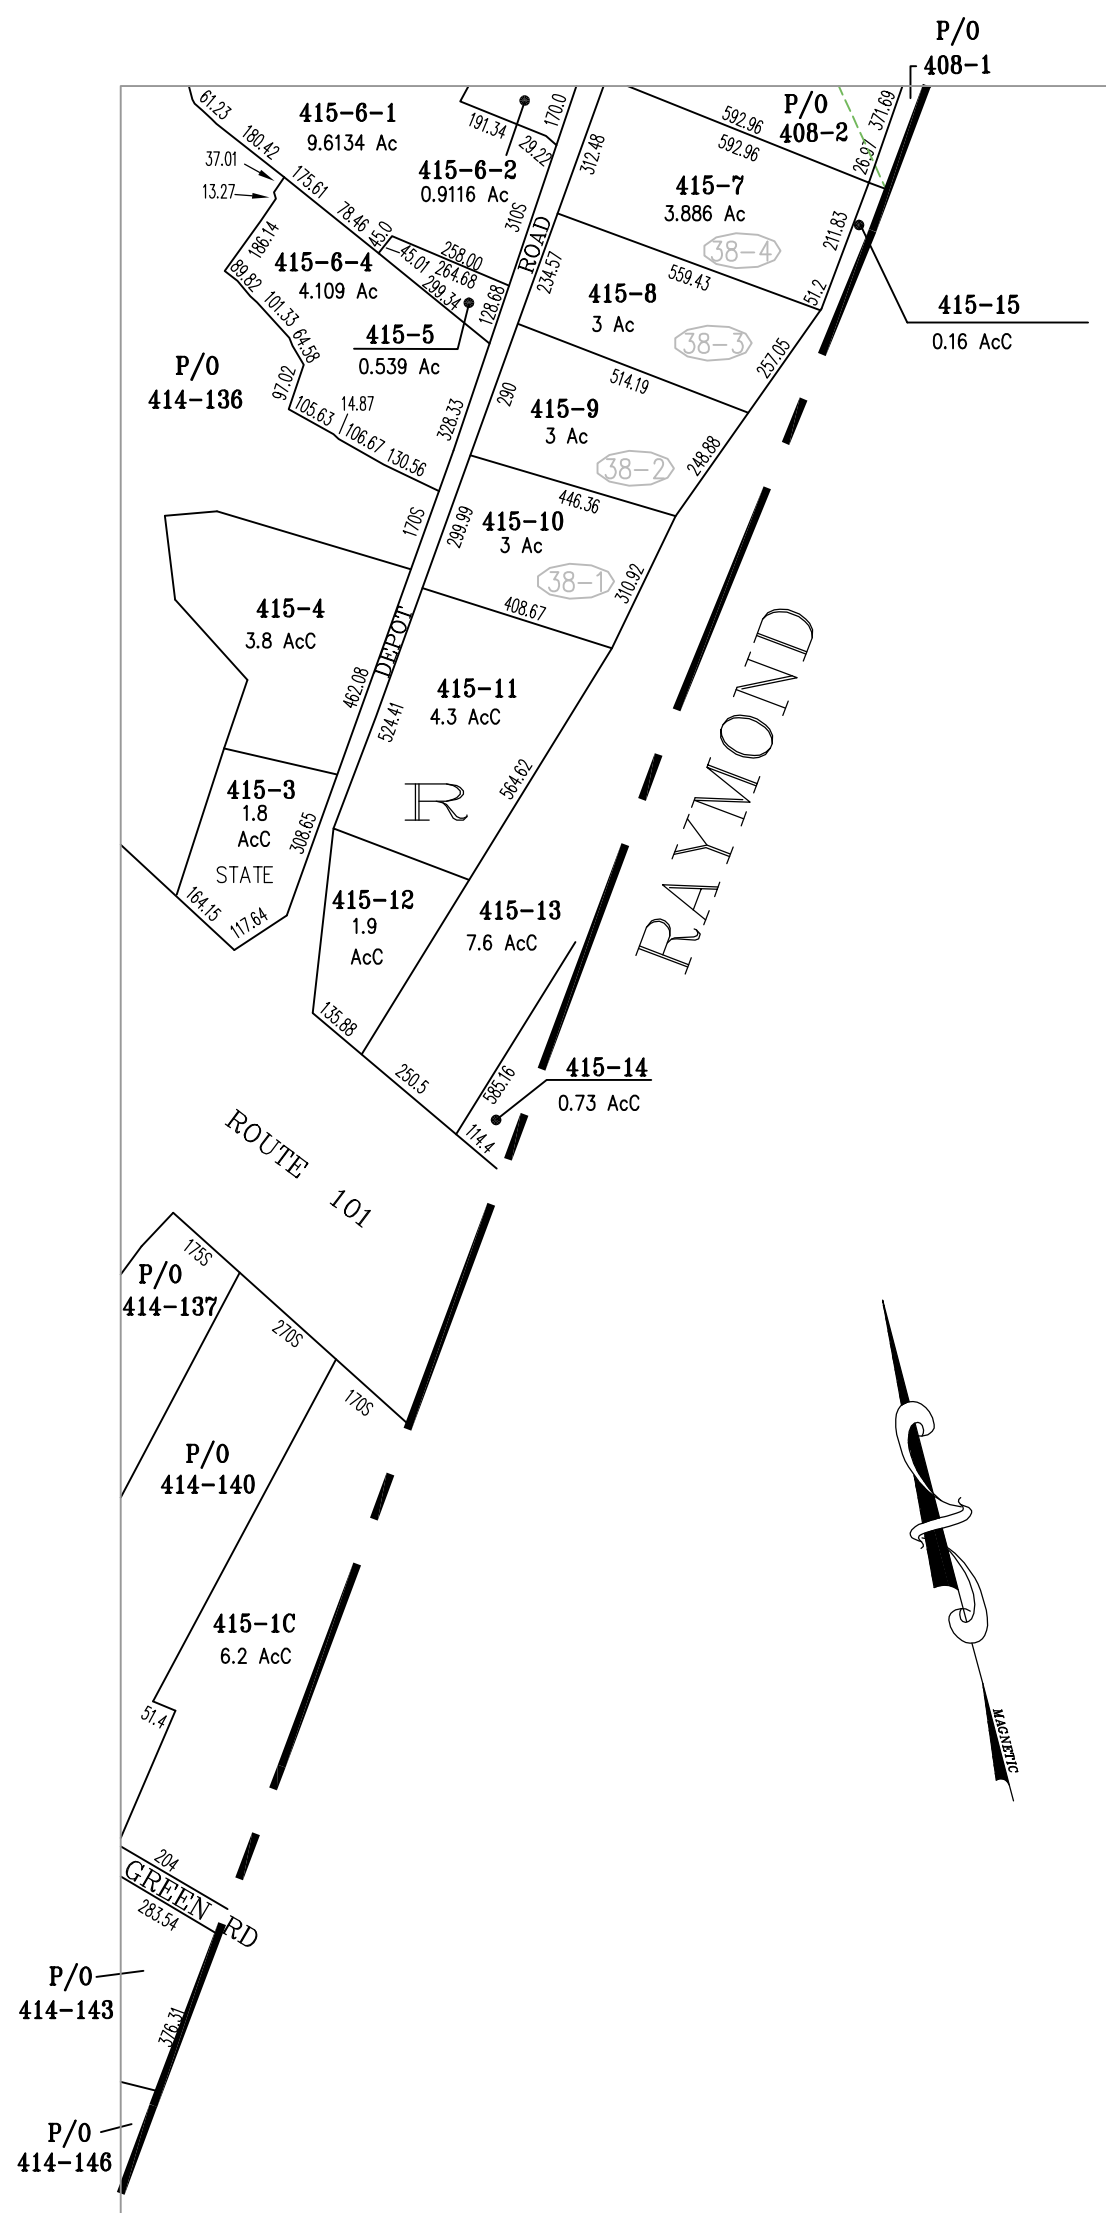 P/O
408-1
61.23
415-6-1
9.6134 Ac
180.42
37.01
13.27
175.61
78.46
45.0
191.34
29.22
170.0
415-6-2
0.9116 Ac
310S
312.48
592.96
592.96
P/O
408-2
371.69
26.97
415-7
3.886 Ac
38-4
211.83
51.2
415-15
0.16 AcC
186.14
415-6-4
4.109 Ac
45.01
258.00
264.68
299.34
128.68
ROAD
234.57
559.43
415-8
3 Ac
38-3
257.05
89.82
101.33
64.58
415-5
0.539 Ac
P/O
414-136
97.02
105.63
14.87
106.67
130.56
328.33
290
514.19
415-9
3 Ac
38-2
248.88
170S
299.99
446.36
415-10
3 Ac
38-1
310.92
408.67
415-4
3.8 AcC
DEPOT
462.08
415-11
4.3 AcC
524.41
564.62
R
RAYMOND
415-3
1.8
AcC
STATE
308.65
164.15
117.64
415-12
1.9
AcC
415-13
7.6 AcC
135.88
250.5
585.16
114.4
415-14
0.73 AcC
ROUTE 101
175S
P/O
414-137
270S
170S
P/O
414-140
415-1C
6.2 AcC
51.4
MAGNETIC
204
GREEN RD
283.54
P/O
414-143
376.31
P/O
414-146